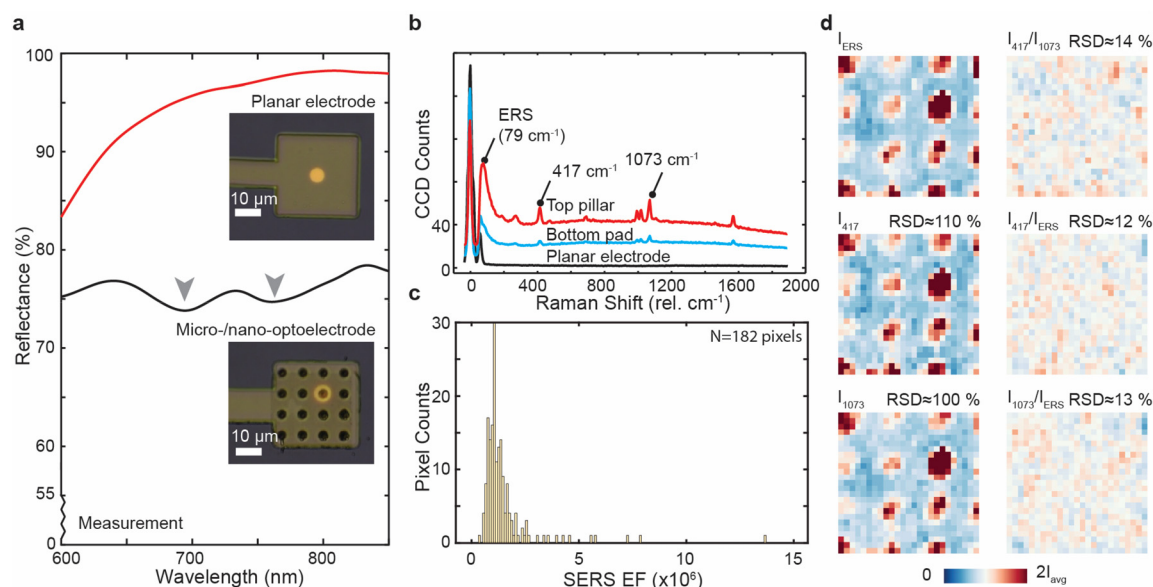 a
Reflectance (%)
100
90
80
70
60
55
0
600
700
800
Wavelength (nm)
Planar electrode
10 µm
Micro-/nano-optoelectrode
10 µm
Measurement
b
CCD Counts
40
0
ERS
(79 cm⁻¹)
417 cm⁻¹
1073 cm⁻¹
Top pillar
Bottom pad
Planar electrode
0
400
800
1200
1600
2000
Raman Shift (rel. cm⁻¹)
c
Pixel Counts
30
20
10
0
N=182 pixels
0
5
10
15
SERS EF (x10⁶)
d
I_ERS
I₄₁₇/I₁₀₇₃ RSD≈14 %
I₄₁₇ RSD≈110 %
I₄₁₇/I_ERS RSD≈12 %
I₁₀₇₃ RSD≈100 %
I₁₀₇₃/I_ERS RSD≈13 %
0 2I_avg